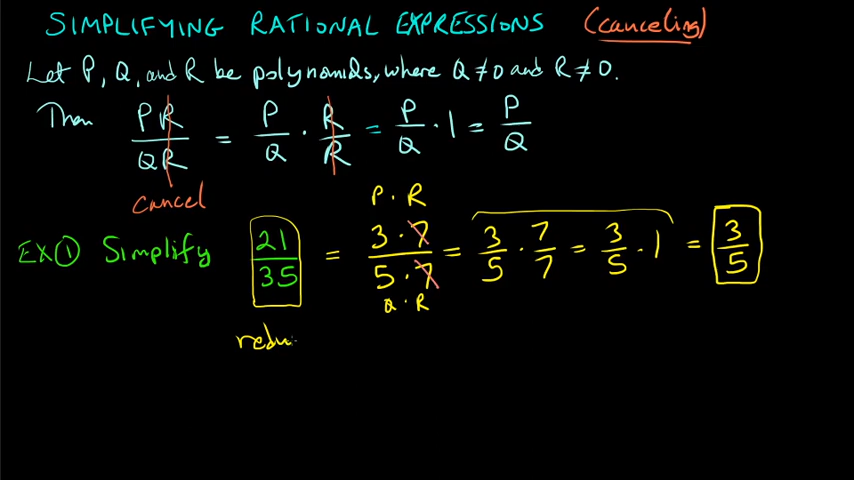 SIMPLIFYING RATIONAL EXPRESSIONS (canceling)
Let P, Q, and R be polynomials, where Q ≠ 0 and R ≠ 0.
Then PR/QR = P/Q · R/R = P/Q · 1 = P/Q
cancel
P · R
EX① Simplify 21/35 = 3·7/5·7 = 3/5 · 7/7 = 3/5 · 1 = 3/5
Q · R
redu